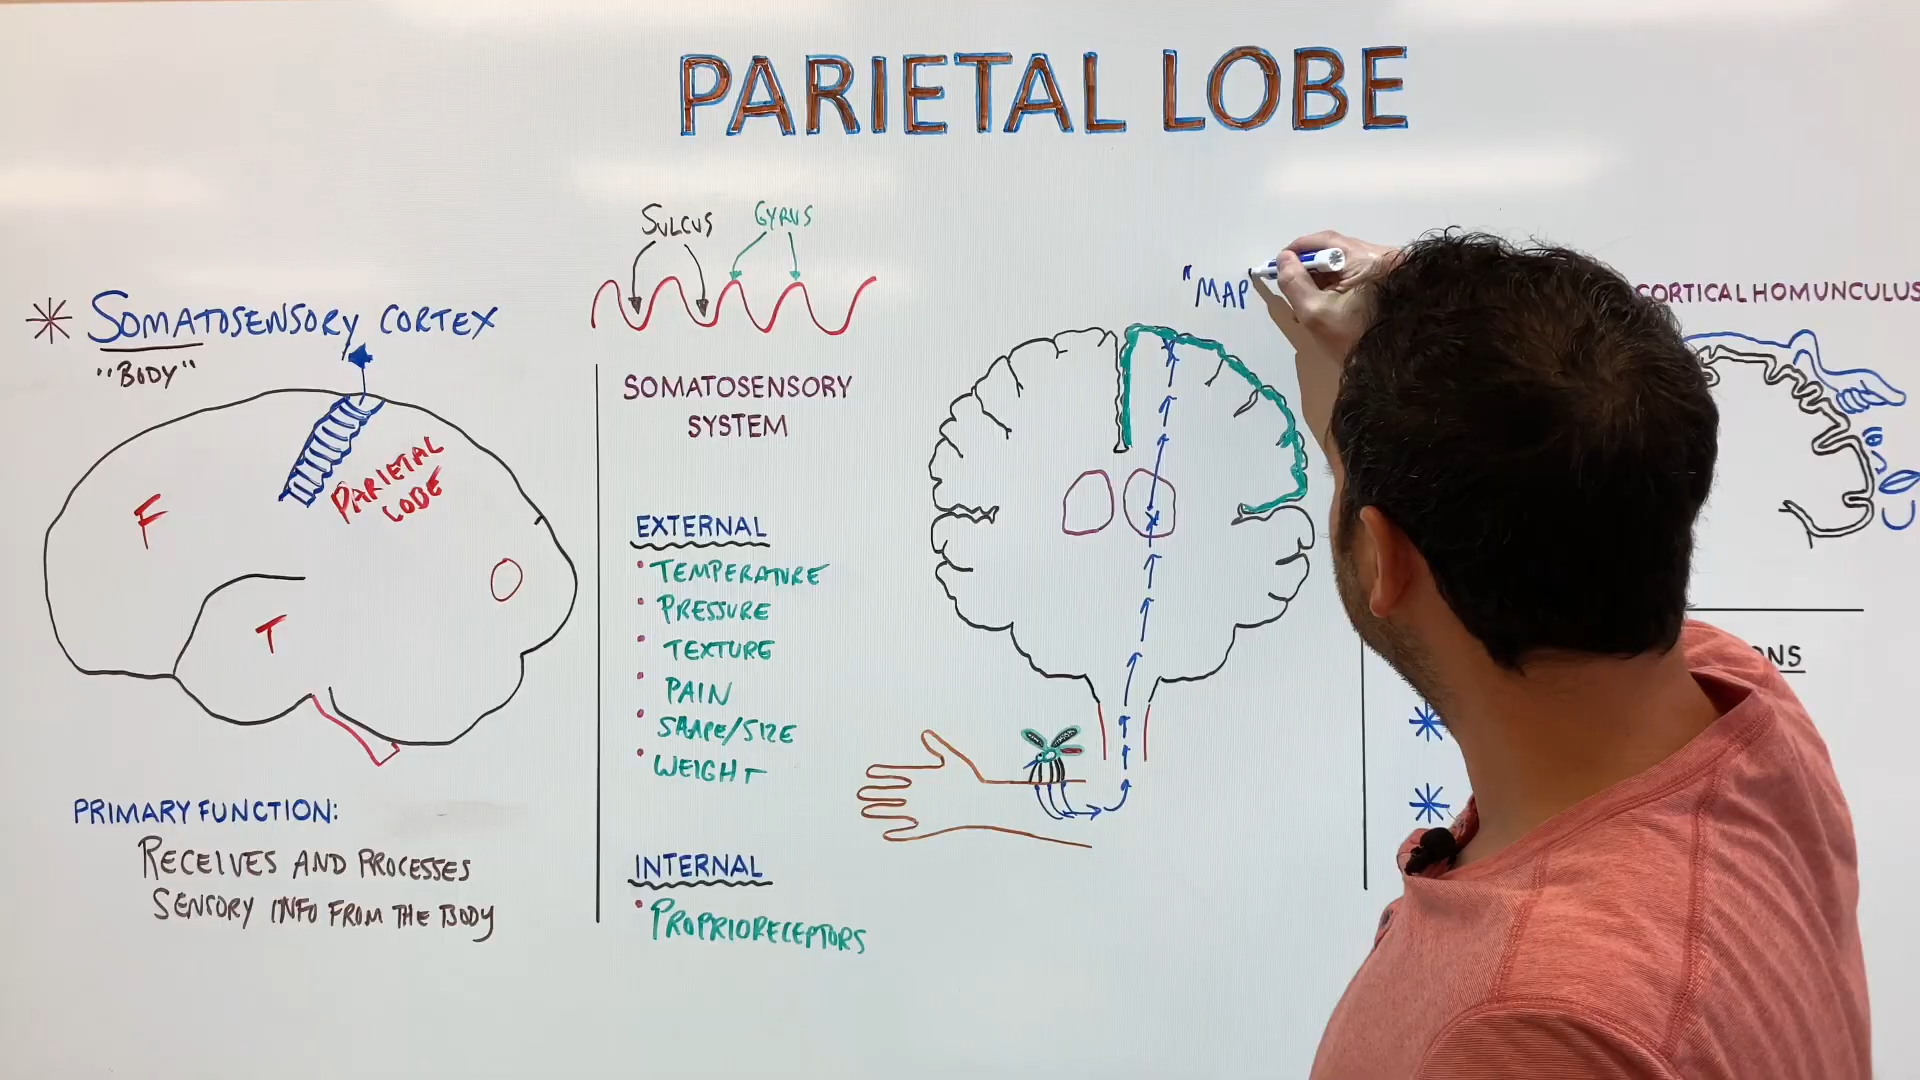 PARIETAL LOBE
SULCUS GYRUS
* SOMATOSENSORY CORTEX
"BODY"
F
PARIETAL
LOBE
T
O
PRIMARY FUNCTION:
RECEIVES AND PROCESSES
SENSORY INFO FROM THE BODY
SOMATOSENSORY
SYSTEM
EXTERNAL
• TEMPERATURE
• PRESSURE
• TEXTURE
• PAIN
• SHAPE/SIZE
• WEIGHT
INTERNAL
• PROPRIORECEPTORS
"MAP
CORTICAL HOMUNCULUS
ONS